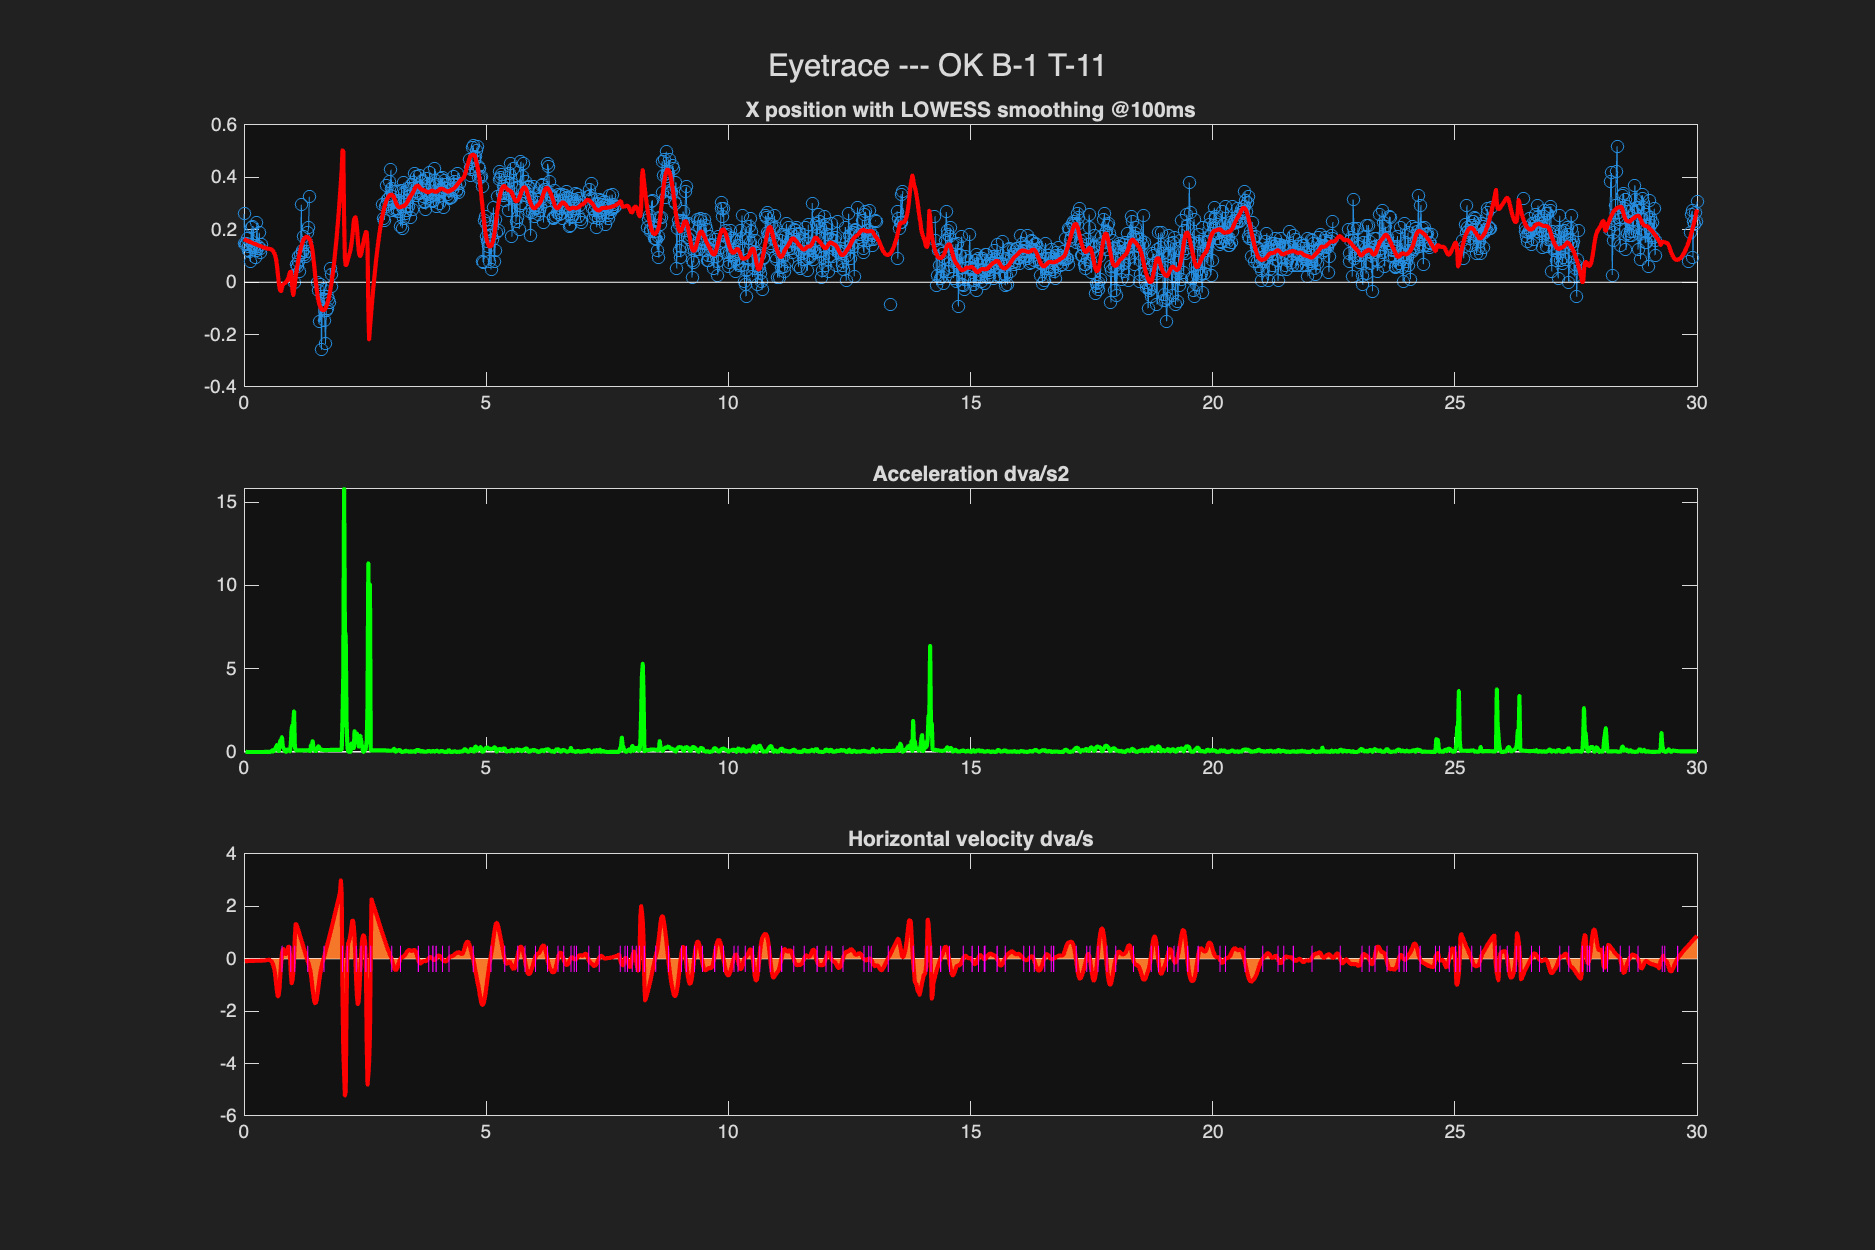 Eyetrace --- OK B-1 T-11
X position with LOWESS smoothing @100ms
0.6
0.4
0.2
0
-0.2
-0.4
0 5 10 15 20 25 30
Acceleration dva/s2
15
10
5
0
0 5 10 15 20 25 30
Horizontal velocity dva/s
4
2
0
-2
-4
-6
0 5 10 15 20 25 30